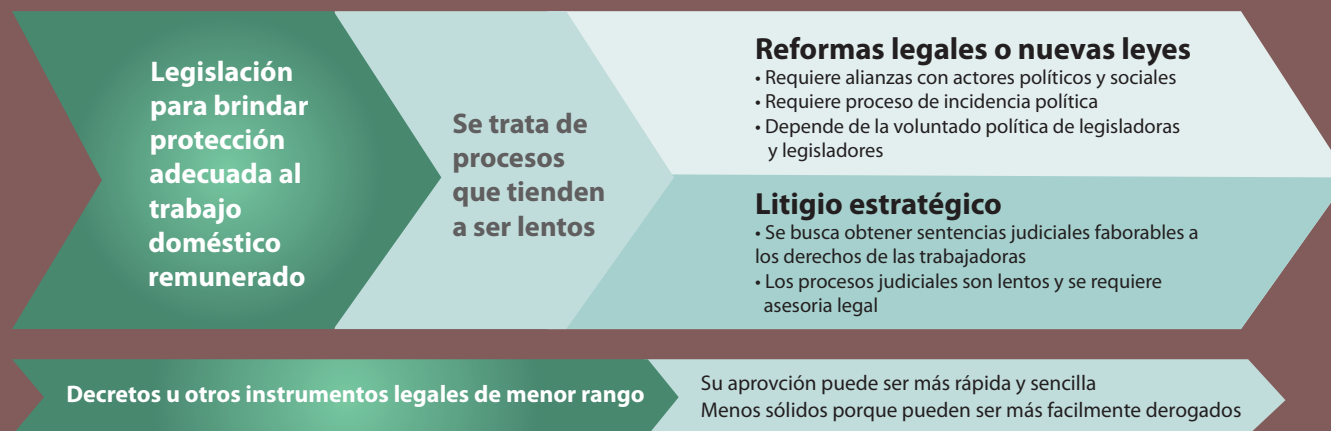 Legislación
para brindar
protección
adecuada al
trabajo
doméstico
remunerado
Se trata de
procesos
que tienden
a ser lentos
Reformas legales o nuevas leyes
• Requiere alianzas con actores políticos y sociales
• Requiere proceso de incidencia política
• Depende de la voluntado política de legisladoras
y legisladores
Litigio estratégico
• Se busca obtener sentencias judiciales faborables a
los derechos de las trabajadoras
• Los procesos judiciales son lentos y se requiere
asesoria legal
Decretos u otros instrumentos legales de menor rango
Su aprovción puede ser más rápida y sencilla
Menos sólidos porque pueden ser más facilmente derogados